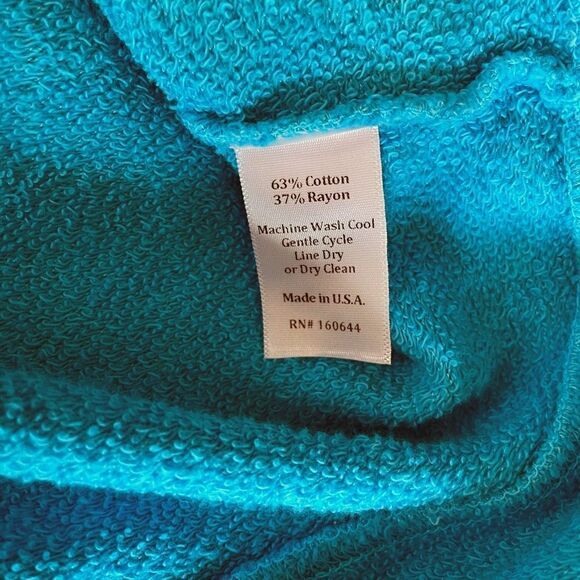 63% Cotton
37% Rayon
Machine Wash Cool
Gentle Cycle
Line Dry
or Dry Clean
Made in U.S.A.
RN# 160644